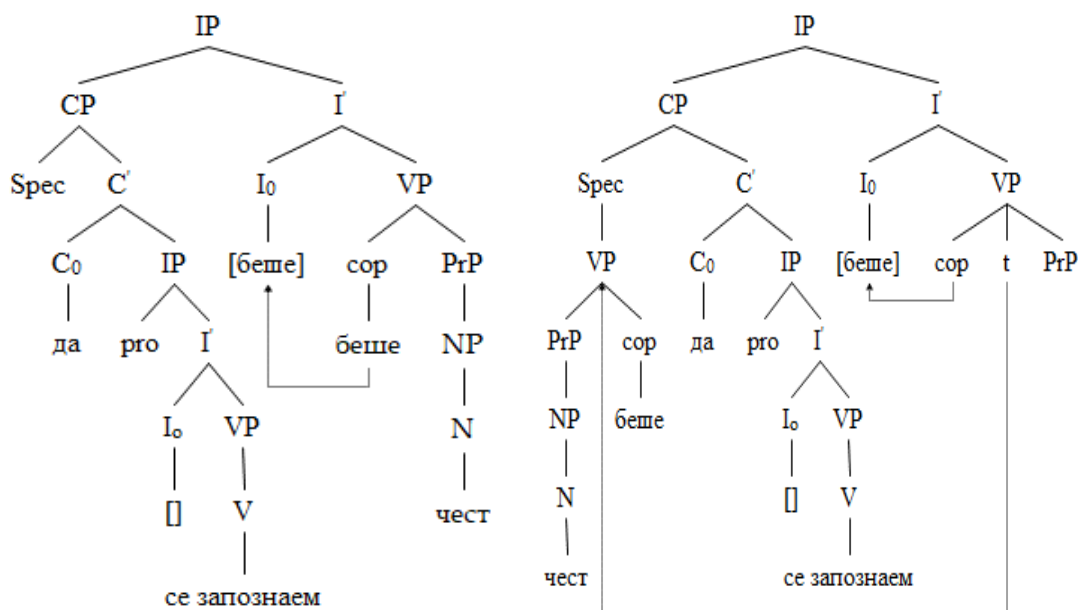 IP IP
CP I′ CP I′
Spec C′ I₀ VP Spec C′ I₀ VP
C₀ IP [беше] cop PrP VP C₀ IP [беше] cop t PrP
да pro I′ беше NP PrP cop да pro I′
I₀ VP N NP беше I₀ VP
[] V чест N [] V
се запознаем чест се запознаем